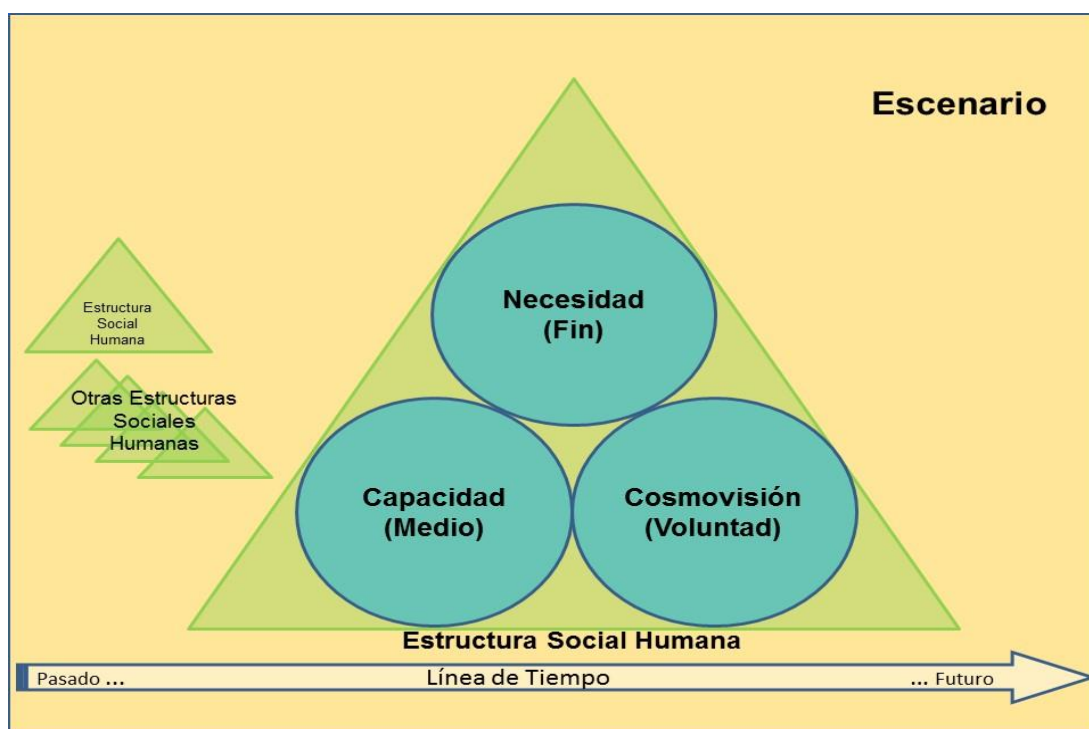 Escenario
Necesidad
(Fin)
Estructura
Social
Humana
Otras Estructuras
Sociales
Humanas
Capacidad
(Medio)
Cosmovisión
(Voluntad)
Estructura Social Humana
Pasado ... Línea de Tiempo ... Futuro